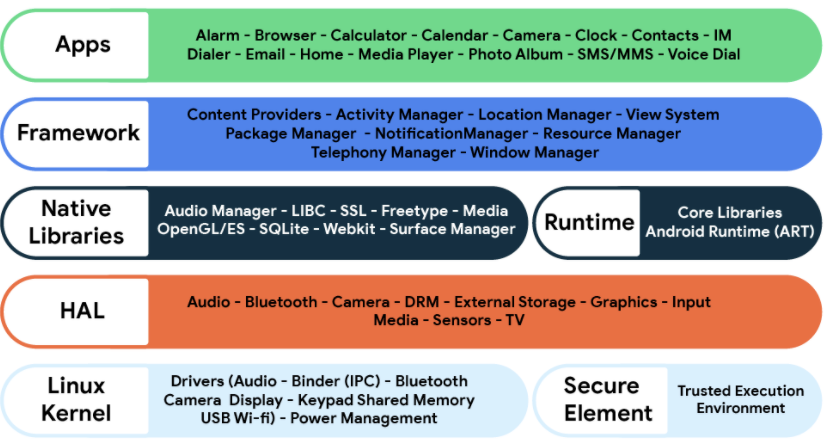 Apps
Alarm - Browser - Calculator - Calendar - Camera - Clock - Contacts - IM
Dialer - Email - Home - Media Player - Photo Album - SMS/MMS - Voice Dial
Framework
Content Providers - Activity Manager - Location Manager - View System
Package Manager - NotificationManager - Resource Manager
Telephony Manager - Window Manager
Native
Libraries
Audio Manager - LIBC - SSL - Freetype - Media
OpenGL/ES - SQLite - Webkit - Surface Manager
Runtime
Core Libraries
Android Runtime (ART)
HAL
Audio - Bluetooth - Camera - DRM - External Storage - Graphics - Input
Media - Sensors - TV
Linux
Kernel
Drivers (Audio - Binder (IPC) - Bluetooth
Camera Display - Keypad Shared Memory
USB Wi-fi) - Power Management
Secure
Element
Trusted Execution
Environment